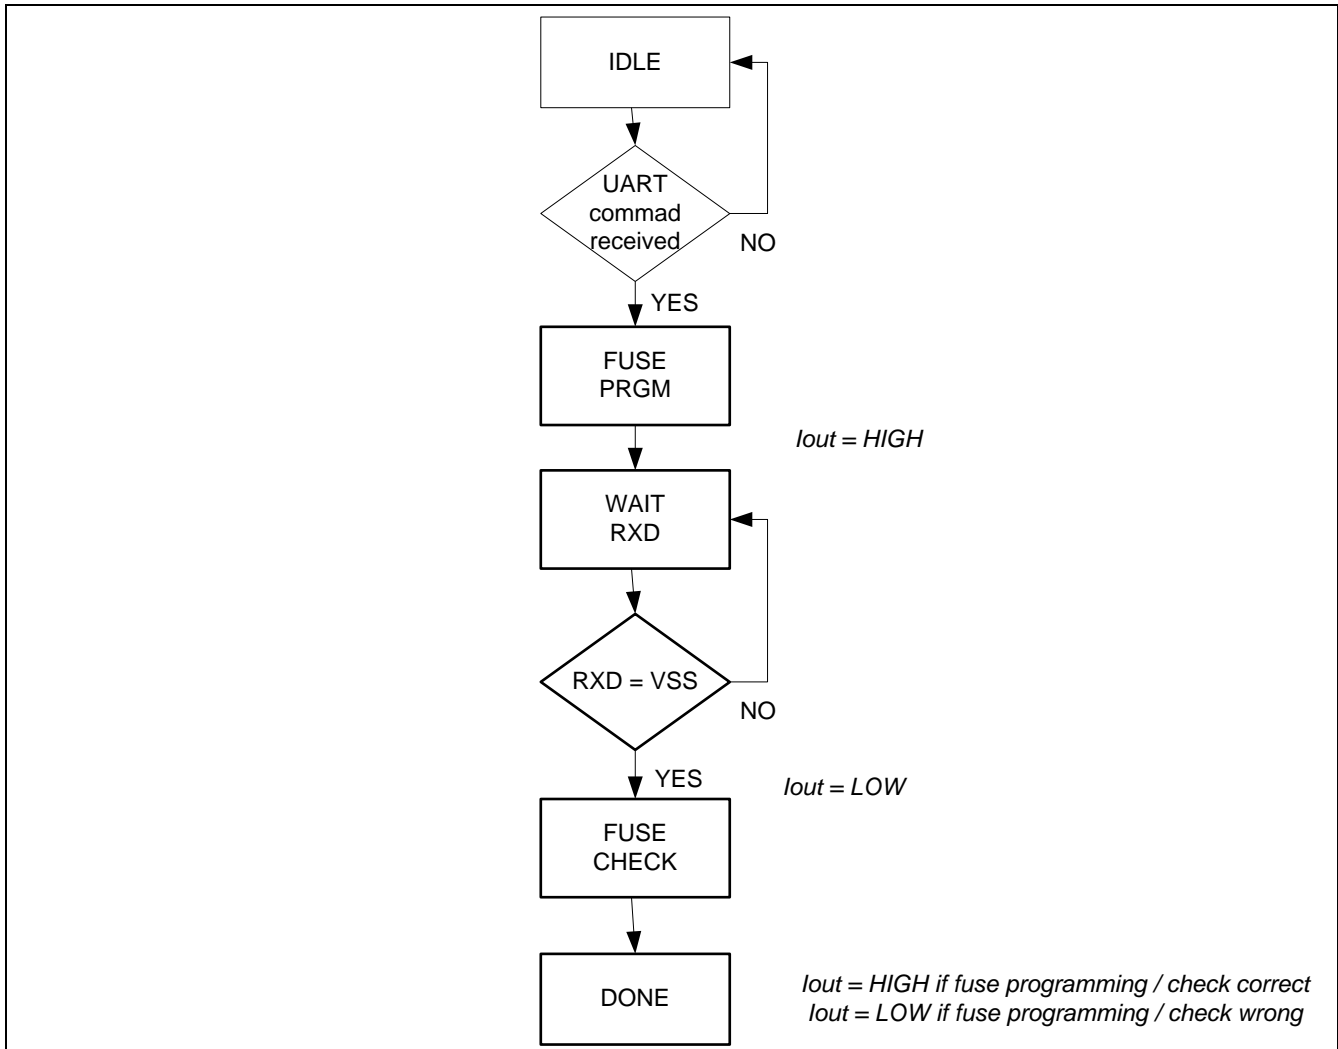 IDLE
UART
commad
received
NO
YES
FUSE
PRGM
Iout = HIGH
WAIT
RXD
RXD = VSS
NO
YES
Iout = LOW
FUSE
CHECK
DONE
Iout = HIGH if fuse programming / check correct
Iout = LOW if fuse programming / check wrong